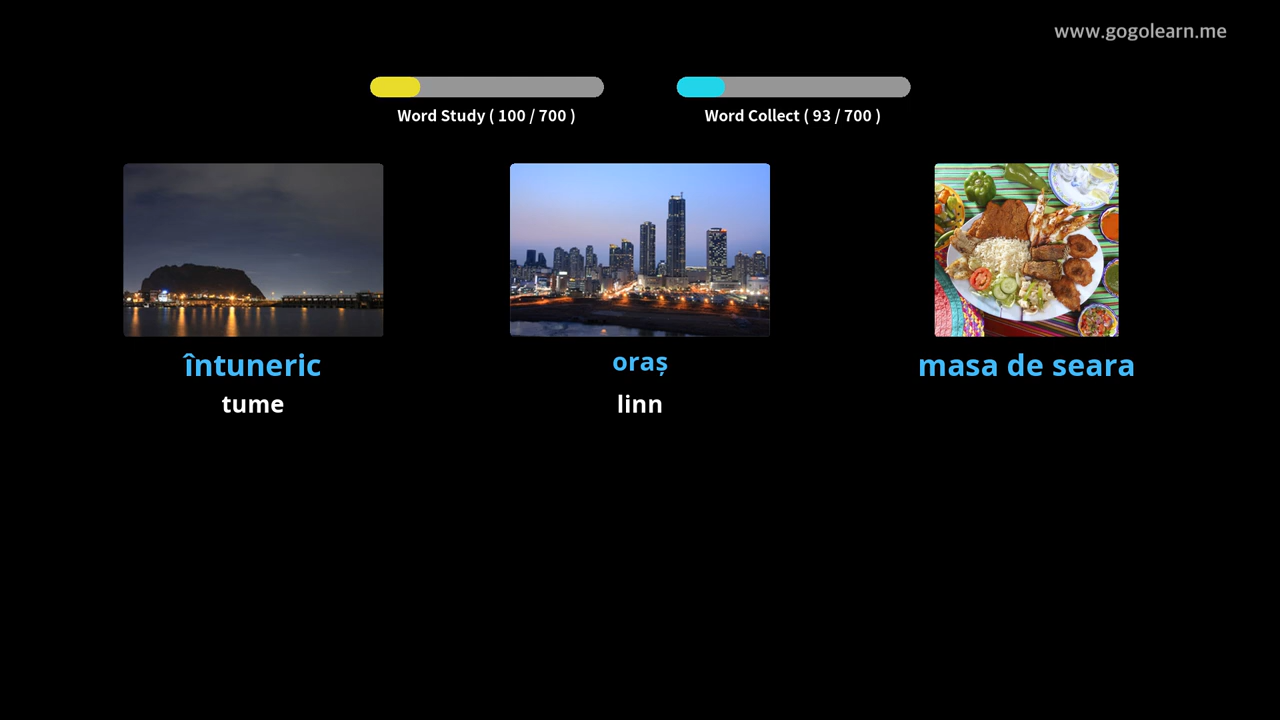 www.gogolearn.me
Word Study ( 100 / 700 )
Word Collect ( 93 / 700 )
întuneric
tume
oraș
linn
masa de seara